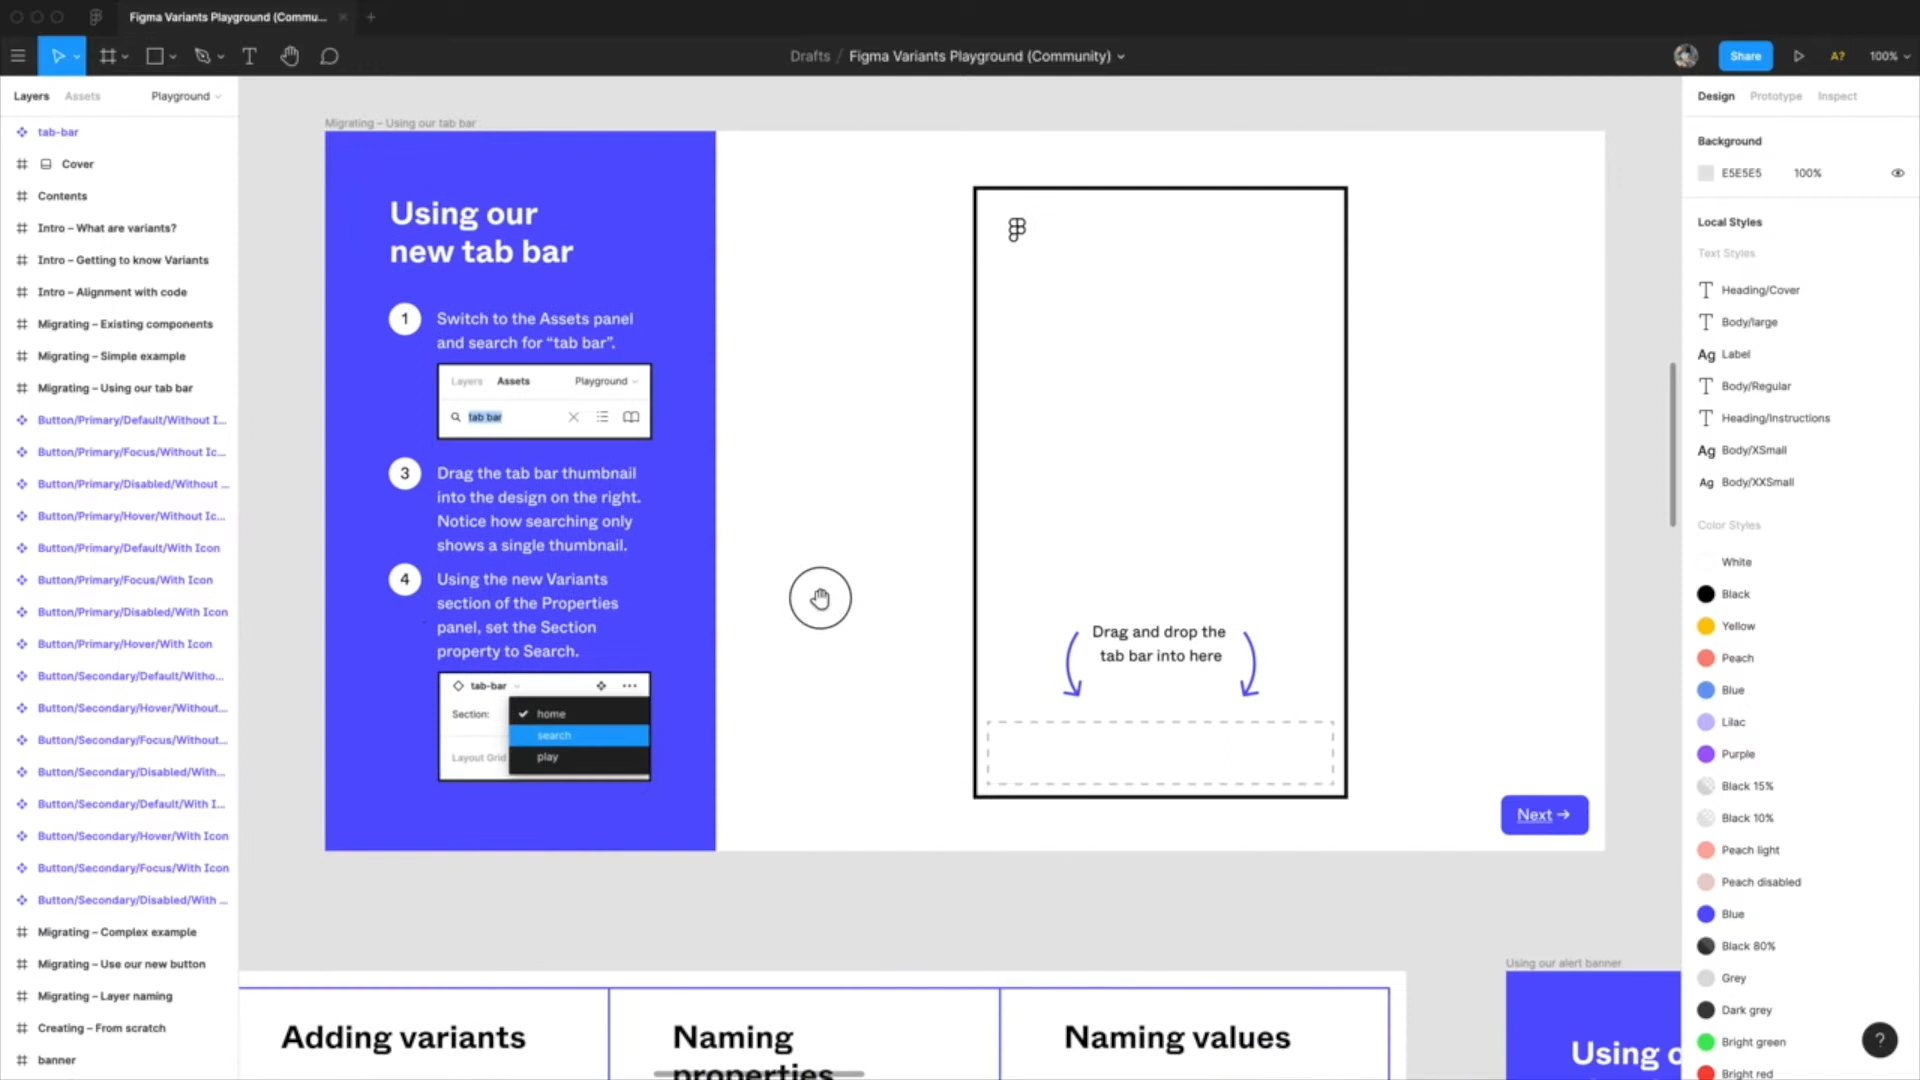 Figma Variants Playground (Commu...
Drafts / Figma Variants Playground (Community)
Share
A?
100%
Layers
Assets
Playground
tab-bar
Cover
Contents
Intro – What are variants?
Intro – Getting to know Variants
Intro – Alignment with code
Migrating – Existing components
Migrating – Simple example
Migrating – Using our tab bar
Button/Primary/Default/Without I...
Button/Primary/Focus/Without Ic...
Button/Primary/Disabled/Without ...
Button/Primary/Hover/Without Ic...
Button/Primary/Default/With Icon
Button/Primary/Focus/With Icon
Button/Primary/Disabled/With Icon
Button/Primary/Hover/With Icon
Button/Secondary/Default/Witho...
Button/Secondary/Hover/Without...
Button/Secondary/Focus/Without...
Button/Secondary/Disabled/With...
Button/Secondary/Default/With I...
Button/Secondary/Hover/With Icon
Button/Secondary/Focus/With Icon
Button/Secondary/Disabled/With ...
Migrating – Complex example
Migrating – Use our new button
Migrating – Layer naming
Creating – From scratch
banner
Migrating – Using our tab bar
Using our
new tab bar
1
Switch to the Assets panel
and search for “tab bar”.
Layers
Assets
Playground
tab bar
3
Drag the tab bar thumbnail
into the design on the right.
Notice how searching only
shows a single thumbnail.
4
Using the new Variants
section of the Properties
panel, set the Section
property to Search.
tab-bar
Section:
home
search
play
Layout Grid
Drag and drop the
tab bar into here
Next →
Adding variants
Naming
properties
Naming values
Using our alert banner
Using o
Design
Prototype
Inspect
Background
E5E5E5
100%
Local Styles
Text Styles
T Heading/Cover
T Body/large
Ag Label
T Body/Regular
T Heading/Instructions
Ag Body/XSmall
Ag Body/XXSmall
Color Styles
White
Black
Yellow
Peach
Blue
Lilac
Purple
Black 15%
Black 10%
Peach light
Peach disabled
Blue
Black 80%
Grey
Dark grey
Bright green
Bright red
?